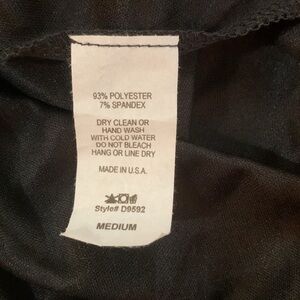 93% POLYESTER
7% SPANDEX
DRY CLEAN OR
HAND WASH
WITH COLD WATER
DO NOT BLEACH
HANG OR LINE DRY
MADE IN U.S.A.
Style# D9592
MEDIUM